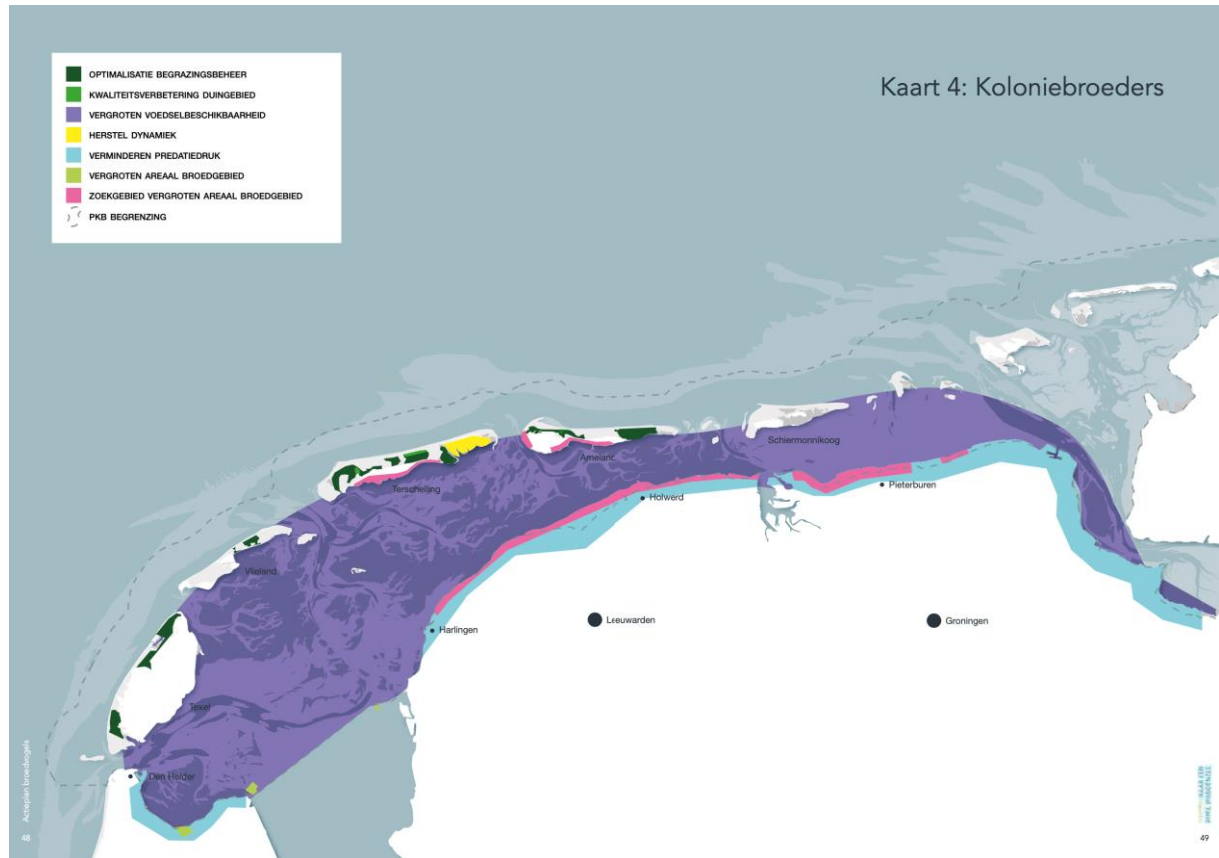 OPTIMALISATIE BEGRAZINGSBEHEER
KWALITEITSVERBETERING DUINGEBIED
VERGROTEN VOEDSELBESCHIKBAARHEID
HERSTEL DYNAMIEK
VERMINDEREN PREDATIEDRUK
VERGROTEN AREAAL BROEDGEBIED
ZOEKGEBIED VERGROTEN AREAAL BROEDGEBIED
PKB BEGRENZING
Kaart 4: Koloniebroeders
Schiermonnikoog
Ameland
Terschelling
Pieterburen
Holwerd
Vlieland
Leeuwarden
Groningen
Harlingen
Texel
Den Helder
Actieplan broedvogels
48
49